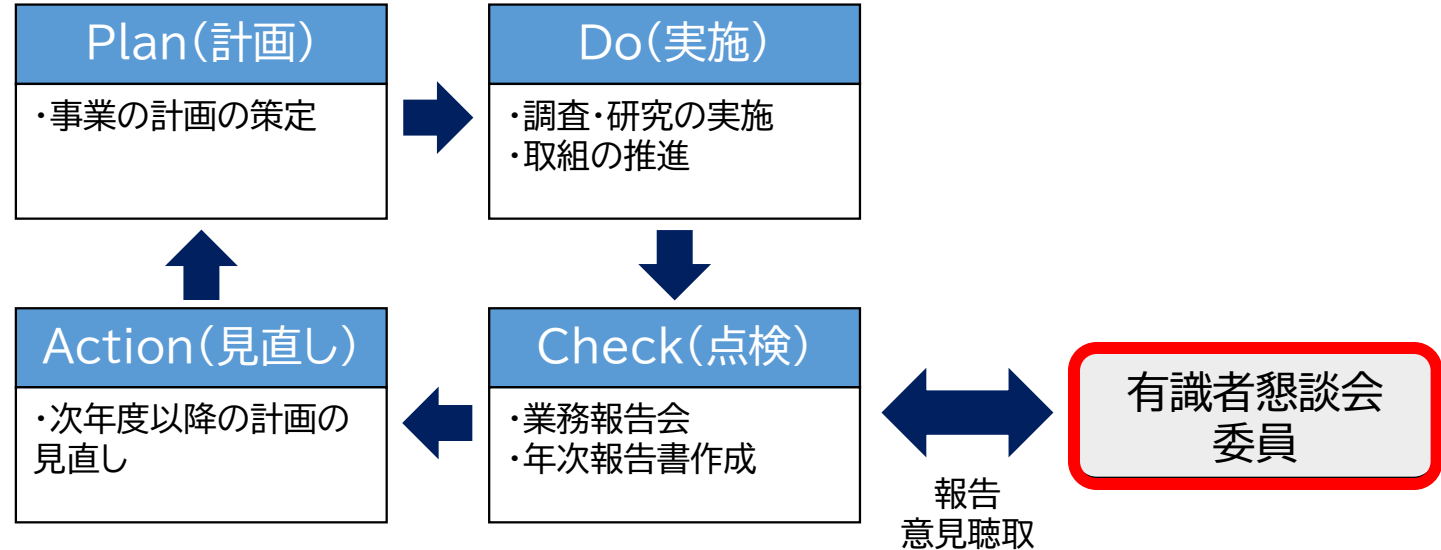 Plan(計画)
・事業の計画の策定
Do(実施)
・調査・研究の実施
・取組の推進
Action(見直し)
・次年度以降の計画の
見直し
Check(点検)
・業務報告会
・年次報告書作成
報告
意見聴取
有識者懇談会
委員